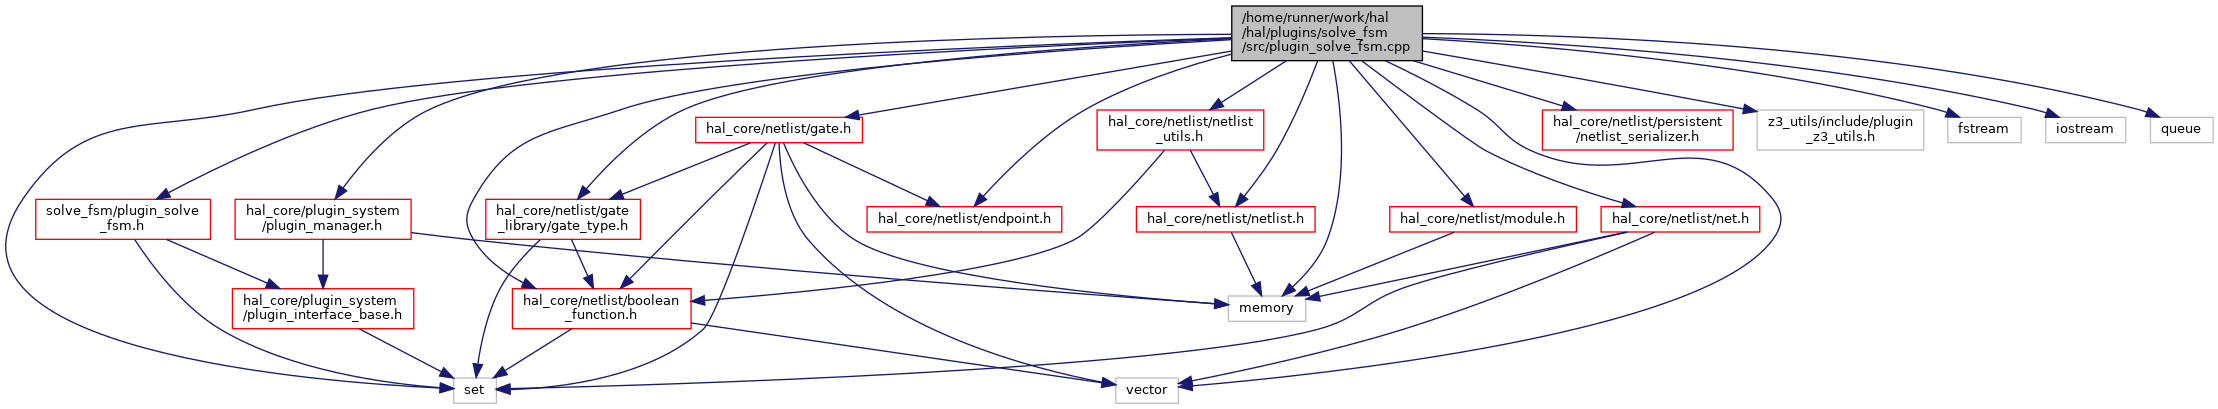 /home/runner/work/hal
/hal/plugins/solve_fsm
/src/plugin_solve_fsm.cpp
hal_core/netlist/gate.h
hal_core/netlist/netlist
_utils.h
hal_core/netlist/persistent
/netlist_serializer.h
z3_utils/include/plugin
_z3_utils.h
fstream
iostream
queue
solve_fsm/plugin_solve
_fsm.h
hal_core/plugin_system
/plugin_manager.h
hal_core/netlist/gate
_library/gate_type.h
hal_core/netlist/endpoint.h
hal_core/netlist/netlist.h
hal_core/netlist/module.h
hal_core/netlist/net.h
hal_core/plugin_system
/plugin_interface_base.h
hal_core/netlist/boolean
_function.h
memory
set
vector